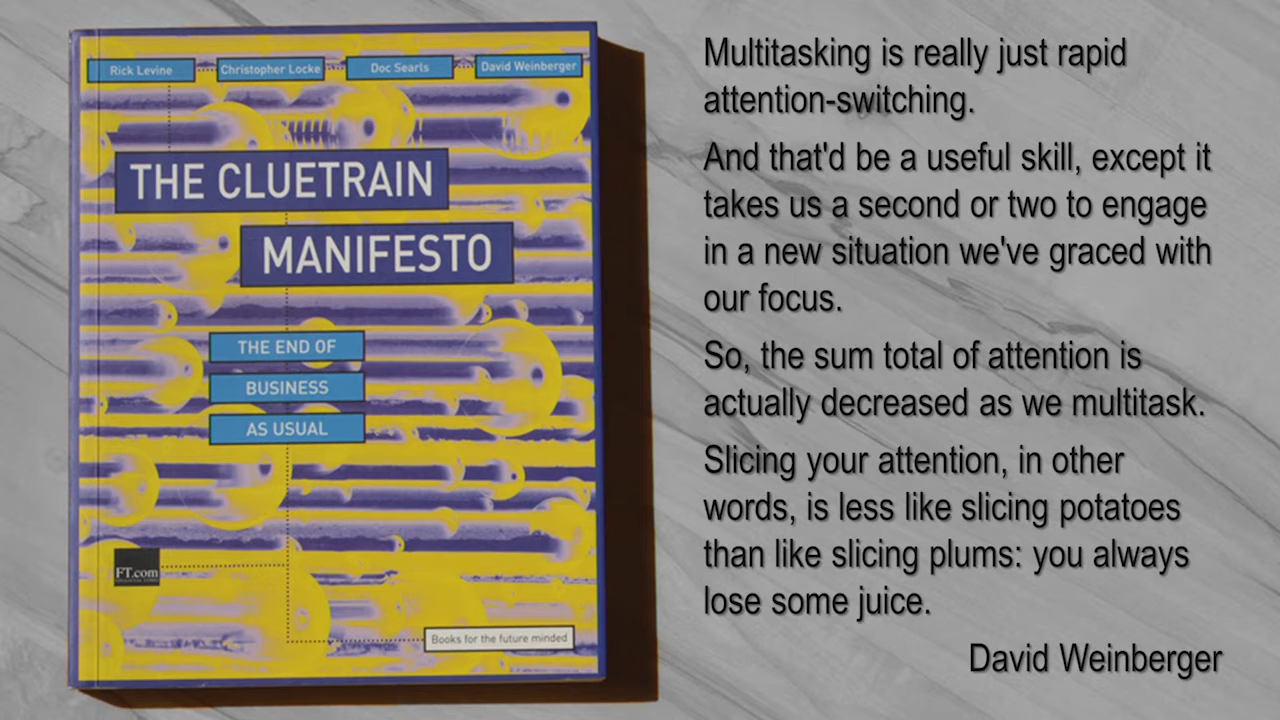 Rick Levine
Christopher Locke
Doc Searls
David Weinberger
THE CLUETRAIN
MANIFESTO
THE END OF
BUSINESS
AS USUAL
FT.com
Books for the future minded
Multitasking is really just rapid
attention-switching.
And that'd be a useful skill, except it
takes us a second or two to engage
in a new situation we've graced with
our focus.
So, the sum total of attention is
actually decreased as we multitask.
Slicing your attention, in other
words, is less like slicing potatoes
than like slicing plums: you always
lose some juice.
David Weinberger